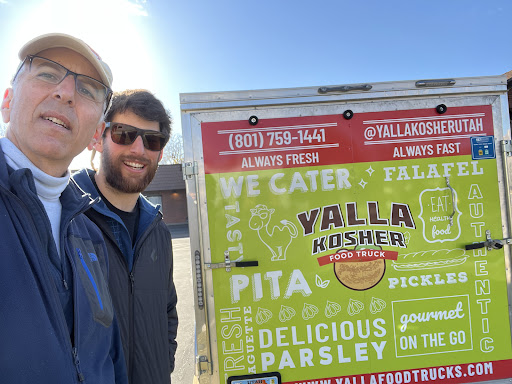 (801) 759-1441
@YALLAKOSHERUTAH
ALWAYS FRESH
ALWAYS FAST
WE CATER
FALAFEL
TASTY
EAT
HEALTHY
food
AUTHENTIC
YALLA
KOSHER
FOOD TRUCK
PITA
PICKLES
FRESH
BAGUETTE
DELICIOUS
PARSLEY
gourmet
ON THE GO
WWW.YALLAFOODTRUCKS.COM